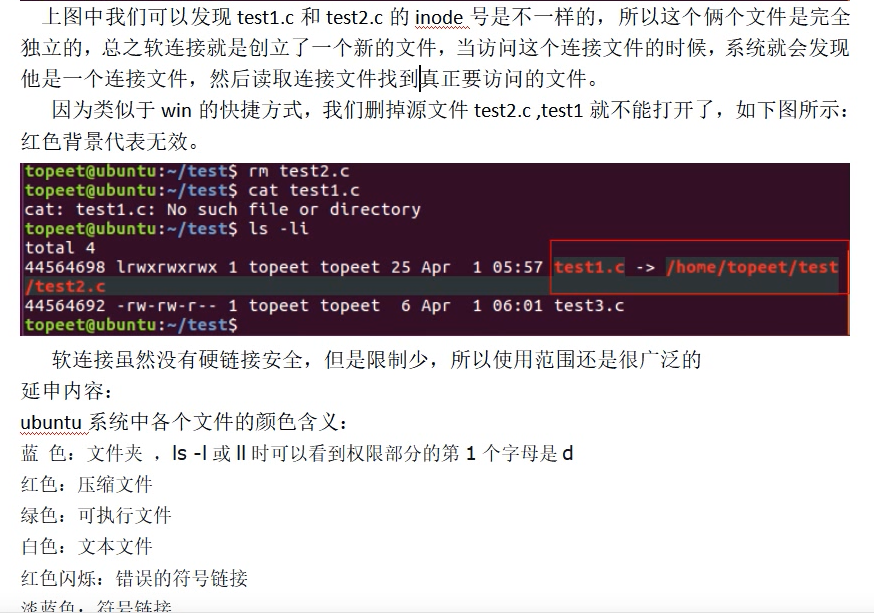 上图中我们可以发现 test1.c 和 test2.c 的 inode 号是不一样的，所以这个俩个文件是完全
独立的，总之软连接就是创立了一个新的文件，当访问这个连接文件的时候，系统就会发现
他是一个连接文件，然后读取连接文件找到真正要访问的文件。
因为类似于 win 的快捷方式，我们删掉源文件 test2.c ,test1 就不能打开了，如下图所示：
红色背景代表无效。
topeet@ubuntu:~/test$ rm test2.c
topeet@ubuntu:~/test$ cat test1.c
cat: test1.c: No such file or directory
topeet@ubuntu:~/test$ ls -li
total 4
44564698 lrwxrwxrwx 1 topeet topeet 25 Apr  1 05:57 test1.c -> /home/topeet/test
/test2.c
44564692 -rw-rw-r-- 1 topeet topeet  6 Apr  1 06:01 test3.c
topeet@ubuntu:~/test$
软连接虽然没有硬链接安全，但是限制少，所以使用范围还是很广泛的
延申内容：
ubuntu 系统中各个文件的颜色含义：
蓝 色：文件夹 ，ls -l 或 ll 时可以看到权限部分的第 1 个字母是 d
红色：压缩文件
绿色：可执行文件
白色：文本文件
红色闪烁：错误的符号链接
淡蓝色：符号链接